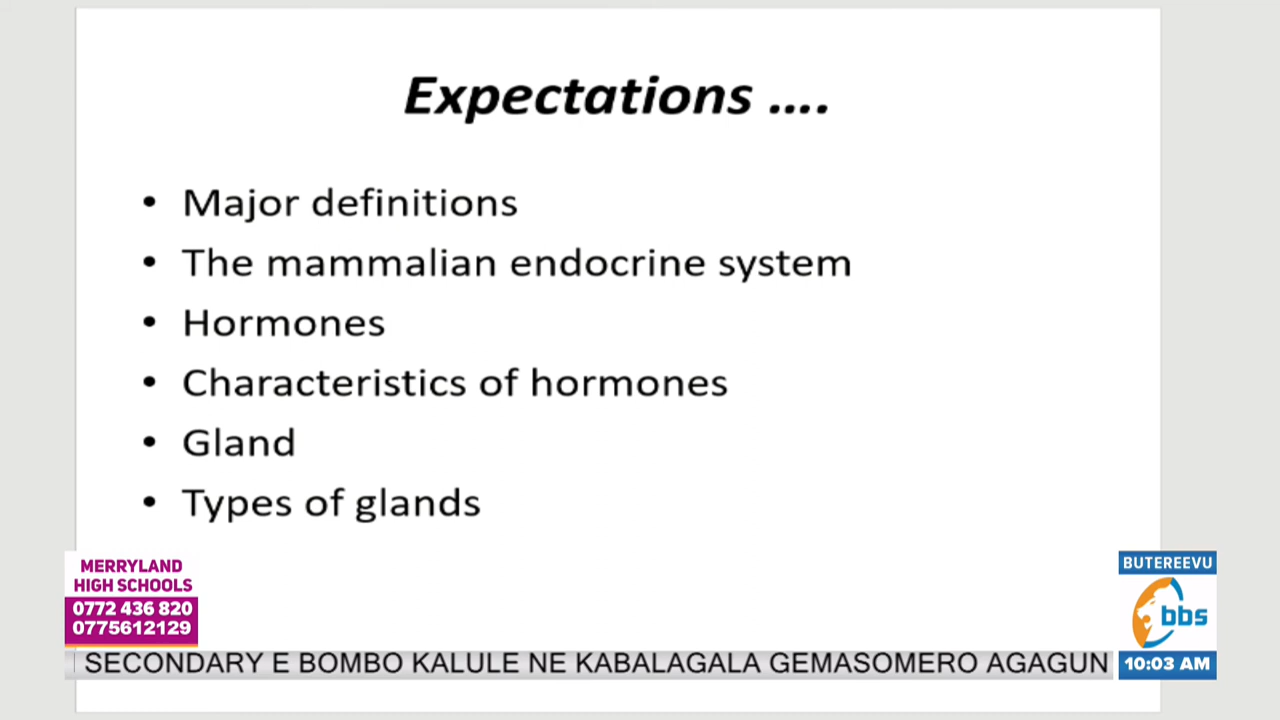 Expectations ....
• Major definitions
• The mammalian endocrine system
• Hormones
• Characteristics of hormones
• Gland
• Types of glands
MERRYLAND
HIGH SCHOOLS
0772 436 820
0775612129
BUTEREEVU
bbs
SECONDARY E BOMBO KALULE NE KABALAGALA GEMASOMERO AGAGUN
10:03 AM